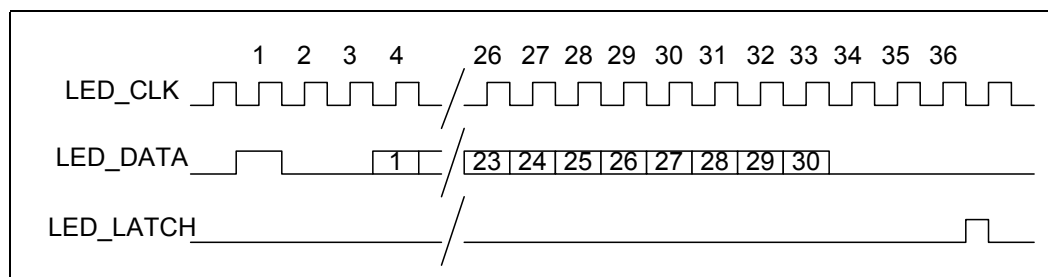 1 2 3 4 26 27 28 29 30 31 32 33 34 35 36
LED_CLK
LED_DATA 1 23 24 25 26 27 28 29 30
LED_LATCH